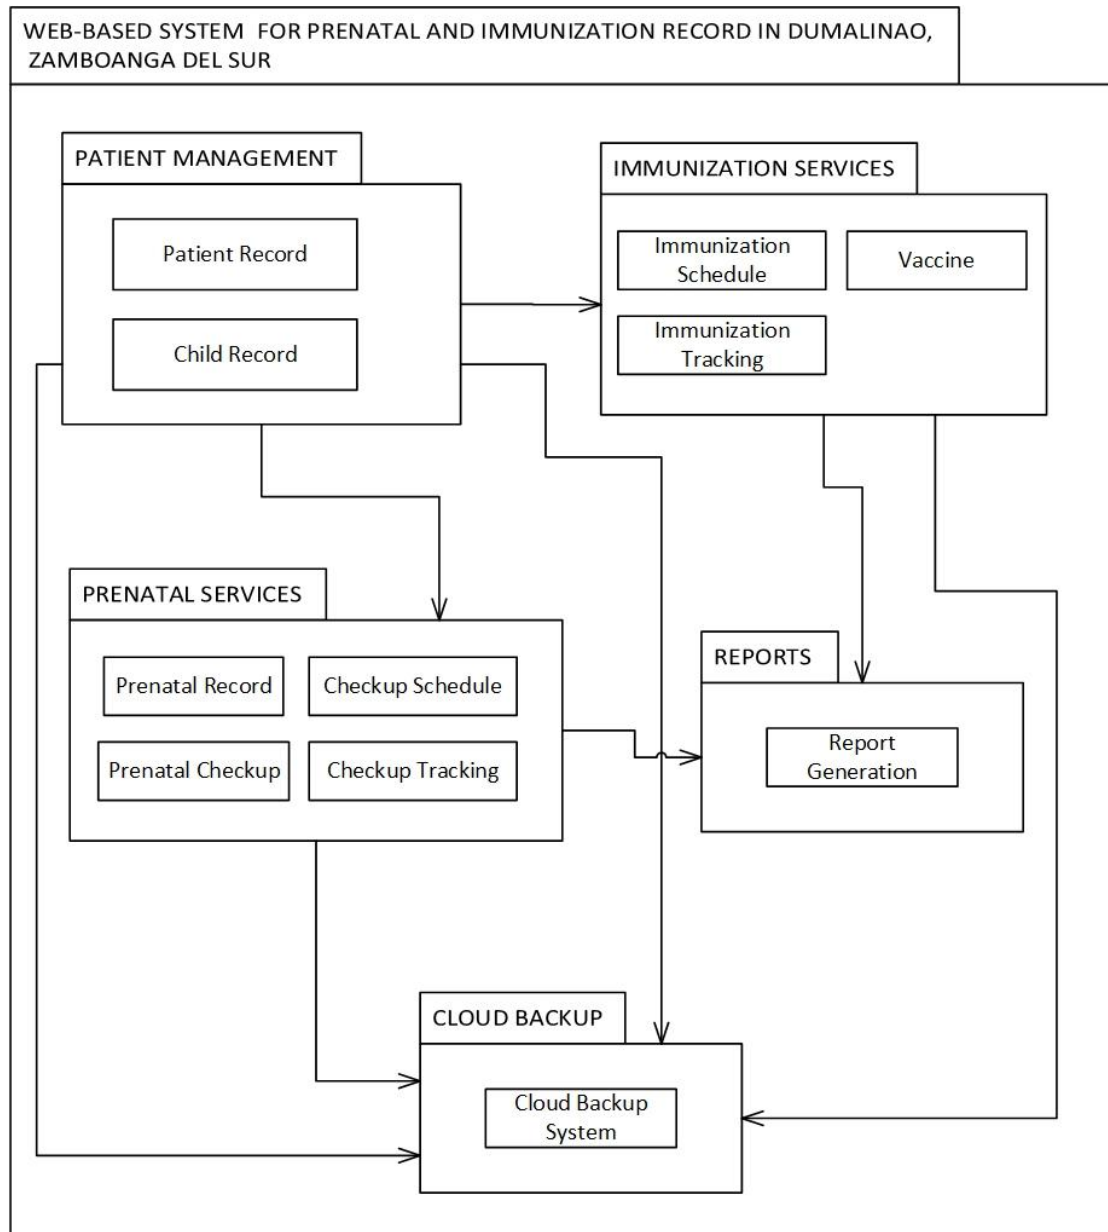 WEB-BASED SYSTEM FOR PRENATAL AND IMMUNIZATION RECORD IN DUMALINAO,
ZAMBOANGA DEL SUR
PATIENT MANAGEMENT
Patient Record
Child Record
IMMUNIZATION SERVICES
Immunization
Schedule
Vaccine
Immunization
Tracking
PRENATAL SERVICES
Prenatal Record
Checkup Schedule
Prenatal Checkup
Checkup Tracking
REPORTS
Report
Generation
CLOUD BACKUP
Cloud Backup
System